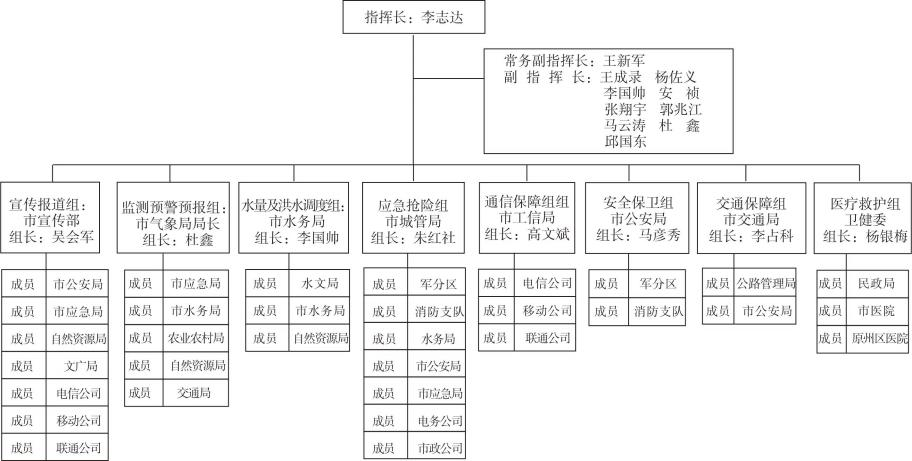 指挥长：李志达
常务副指挥长：王新军
副 指 挥 长：王成录 杨佐义
李国帅 安 祯
张翔宇 郭兆江
马云涛 杜 鑫
邱国东
宣传报道组：
市宣传部
组长：吴会军
成员 市公安局
成员 市应急局
成员 自然资源局
成员 文广局
成员 电信公司
成员 移动公司
成员 联通公司
监测预警预报组：
市气象局局长
组长：杜鑫
成员 市应急局
成员 市水务局
成员 农业农村局
成员 自然资源局
成员 交通局
水量及洪水调度组：
市水务局
组长：李国帅
成员 水文局
成员 市水务局
成员 自然资源局
应急抢险组
市城管局
组长：朱红社
成员 军分区
成员 消防支队
成员 水务局
成员 市公安局
成员 市应急局
成员 电务公司
成员 市政公司
通信保障组组
市工信局
组长：高文斌
成员 电信公司
成员 移动公司
成员 联通公司
安全保卫组
市公安局
组长：马彦秀
成员 军分区
成员 消防支队
交通保障组
市交通局
组长：李占科
成员 公路管理局
成员 市公安局
医疗救护组
卫健委
组长：杨银梅
成员 民政局
成员 市医院
成员 原州区医院